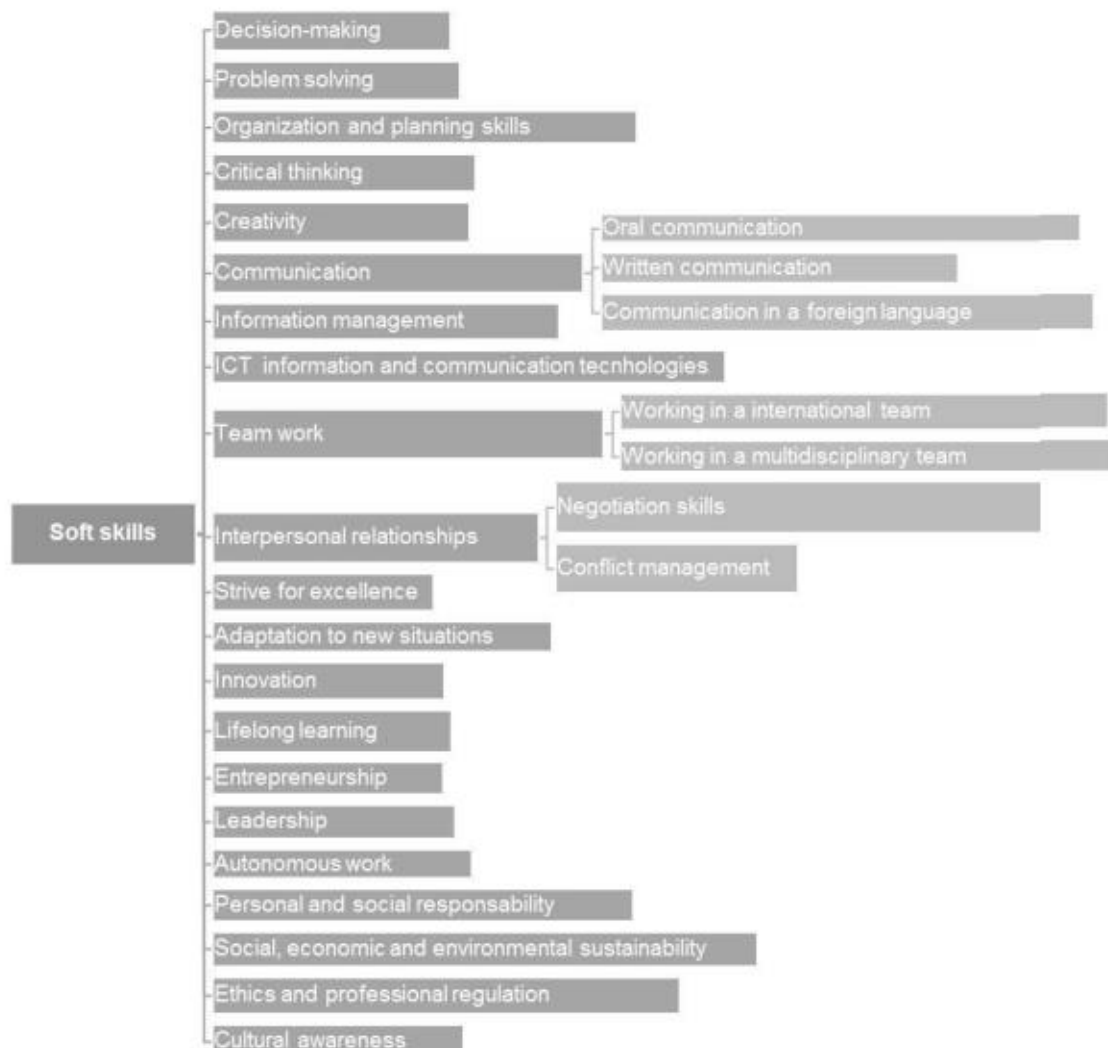 Decision-making
Problem solving
Organization and planning skills
Critical thinking
Creativity
Oral communication
Communication
Written communication
Information management
Communication in a foreign language
ICT information and communication tecnhologies
Working in a international team
Team work
Working in a multidisciplinary team
Negotiation skills
Soft skills
Interpersonal relationships
Conflict management
Strive for excellence
Adaptation to new situations
Innovation
Lifelong learning
Entrepreneurship
Leadership
Autonomous work
Personal and social responsability
Social, economic and environmental sustainability
Ethics and professional regulation
Cultural awareness